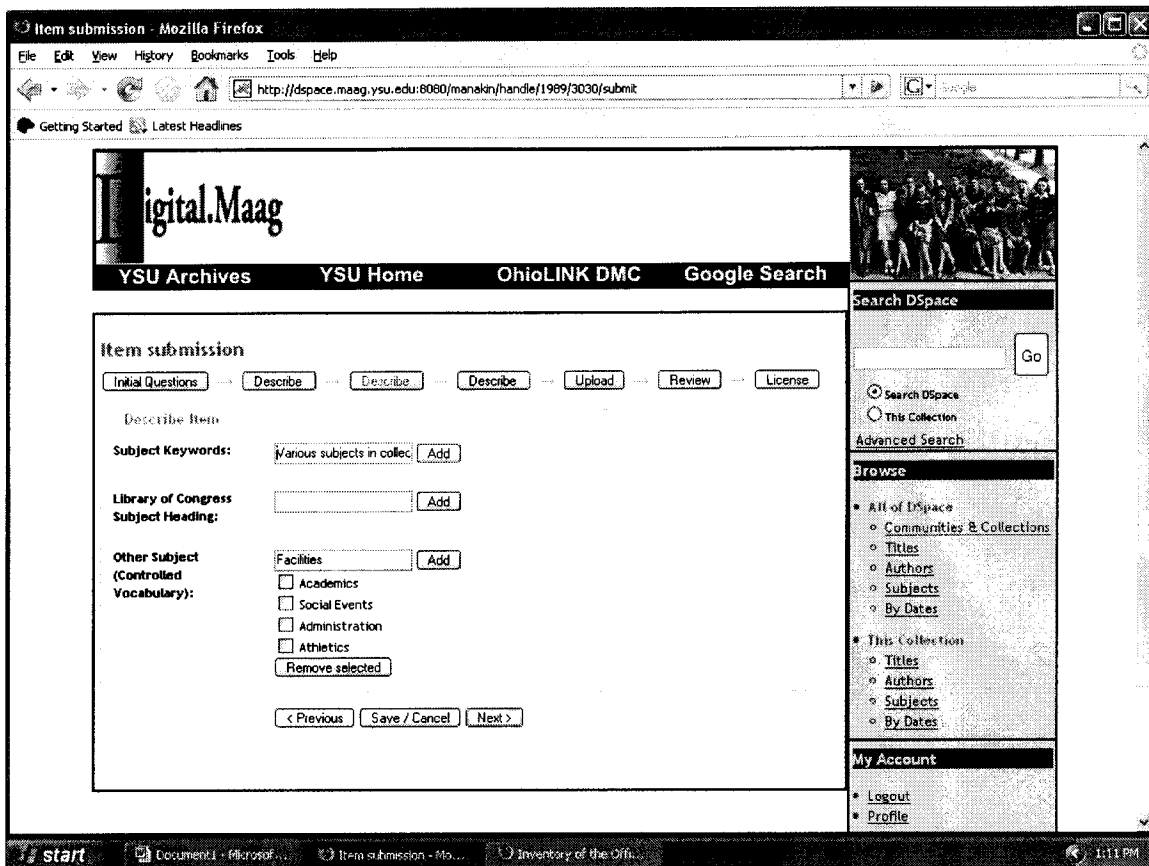 Item submission - Mozilla Firefox
File Edit View History Bookmarks Tools Help
http://dspace.maag.ysu.edu:8080/manakin/handle/1989/3030/submit
G Google
Getting Started Latest Headlines
Digital.Maag
YSU Archives YSU Home OhioLINK DMC Google Search
Item submission
Initial Questions → Describe → Describe → Describe → Upload → Review → License
Describe Item
Subject Keywords: Various subjects in collec Add
Library of Congress Add
Subject Heading:
Other Subject Facilities Add
(Controlled
Vocabulary):
Academics
Social Events
Administration
Athletics
Remove selected
< Previous Save / Cancel Next >
Search DSpace
Go
Search DSpace
This Collection
Advanced Search
Browse
All of DSpace
Communities & Collections
Titles
Authors
Subjects
By Dates
This Collection
Titles
Authors
Subjects
By Dates
My Account
Logout
Profile
start Document1 - Microsof... Item submission - Mo... Inventory of the Offi... 1:11 PM